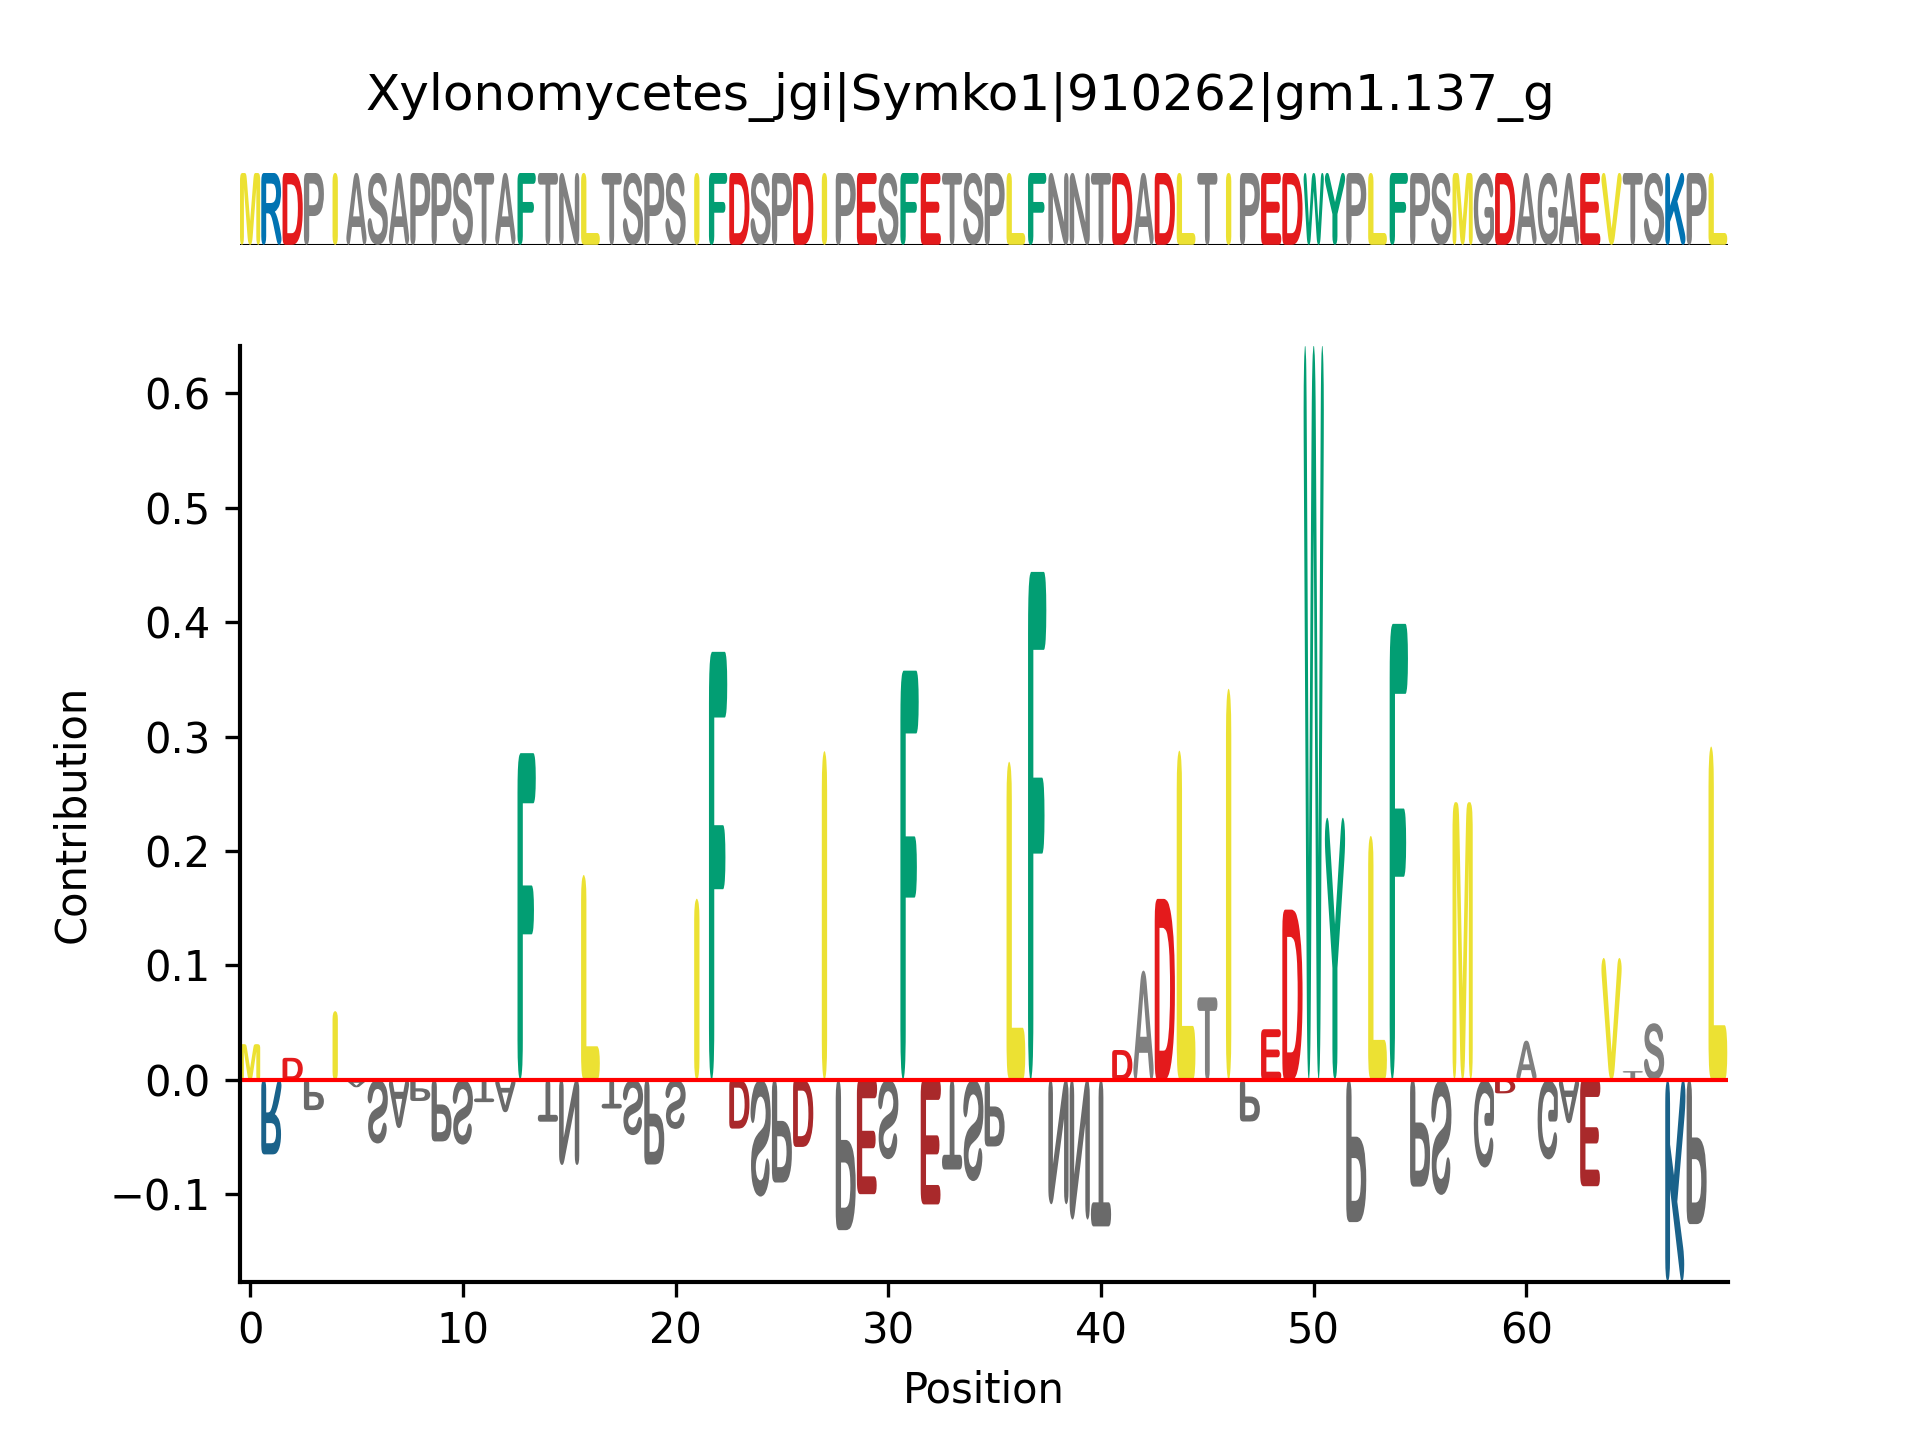 Xylonomycetes_jgi|Symko1|910262|gm1.137_g
MRDPIASAPPSTAFTNLTSPSIFDSPDIPESFETSPLFNNTDADLTIPEDWYPLFPSMGDAGAEVTSKPL
Contribution
0.6
0.5
0.4
0.3
0.2
0.1
0.0
−0.1
MRDPIASAPPSTAFTNLTSPSIFDSPDIPESFETSPLFNNTDADLTIPEDWYPLFPSMGDAGAEVTSKPL
0 10 20 30 40 50 60
Position